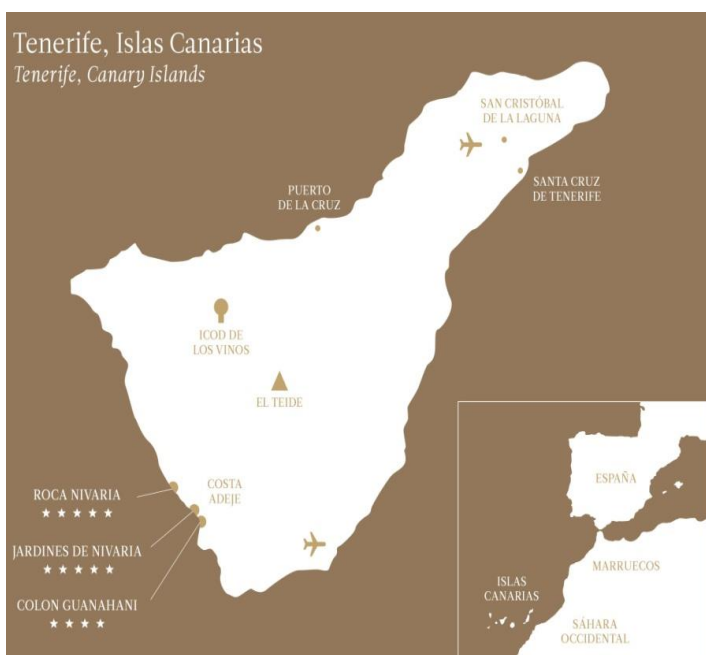 Tenerife, Islas Canarias
Tenerife, Canary Islands
SAN CRISTÓBAL
DE LA LAGUNA
PUERTO
DE LA CRUZ
SANTA CRUZ
DE TENERIFE
ICOD DE
LOS VINOS
EL TEIDE
COSTA
ADEJE
ROCA NIVARIA
JARDINES DE NIVARIA
COLON GUANAHANI
ESPAÑA
MARRUECOS
ISLAS
CANARIAS
SÁHARA
OCCIDENTAL